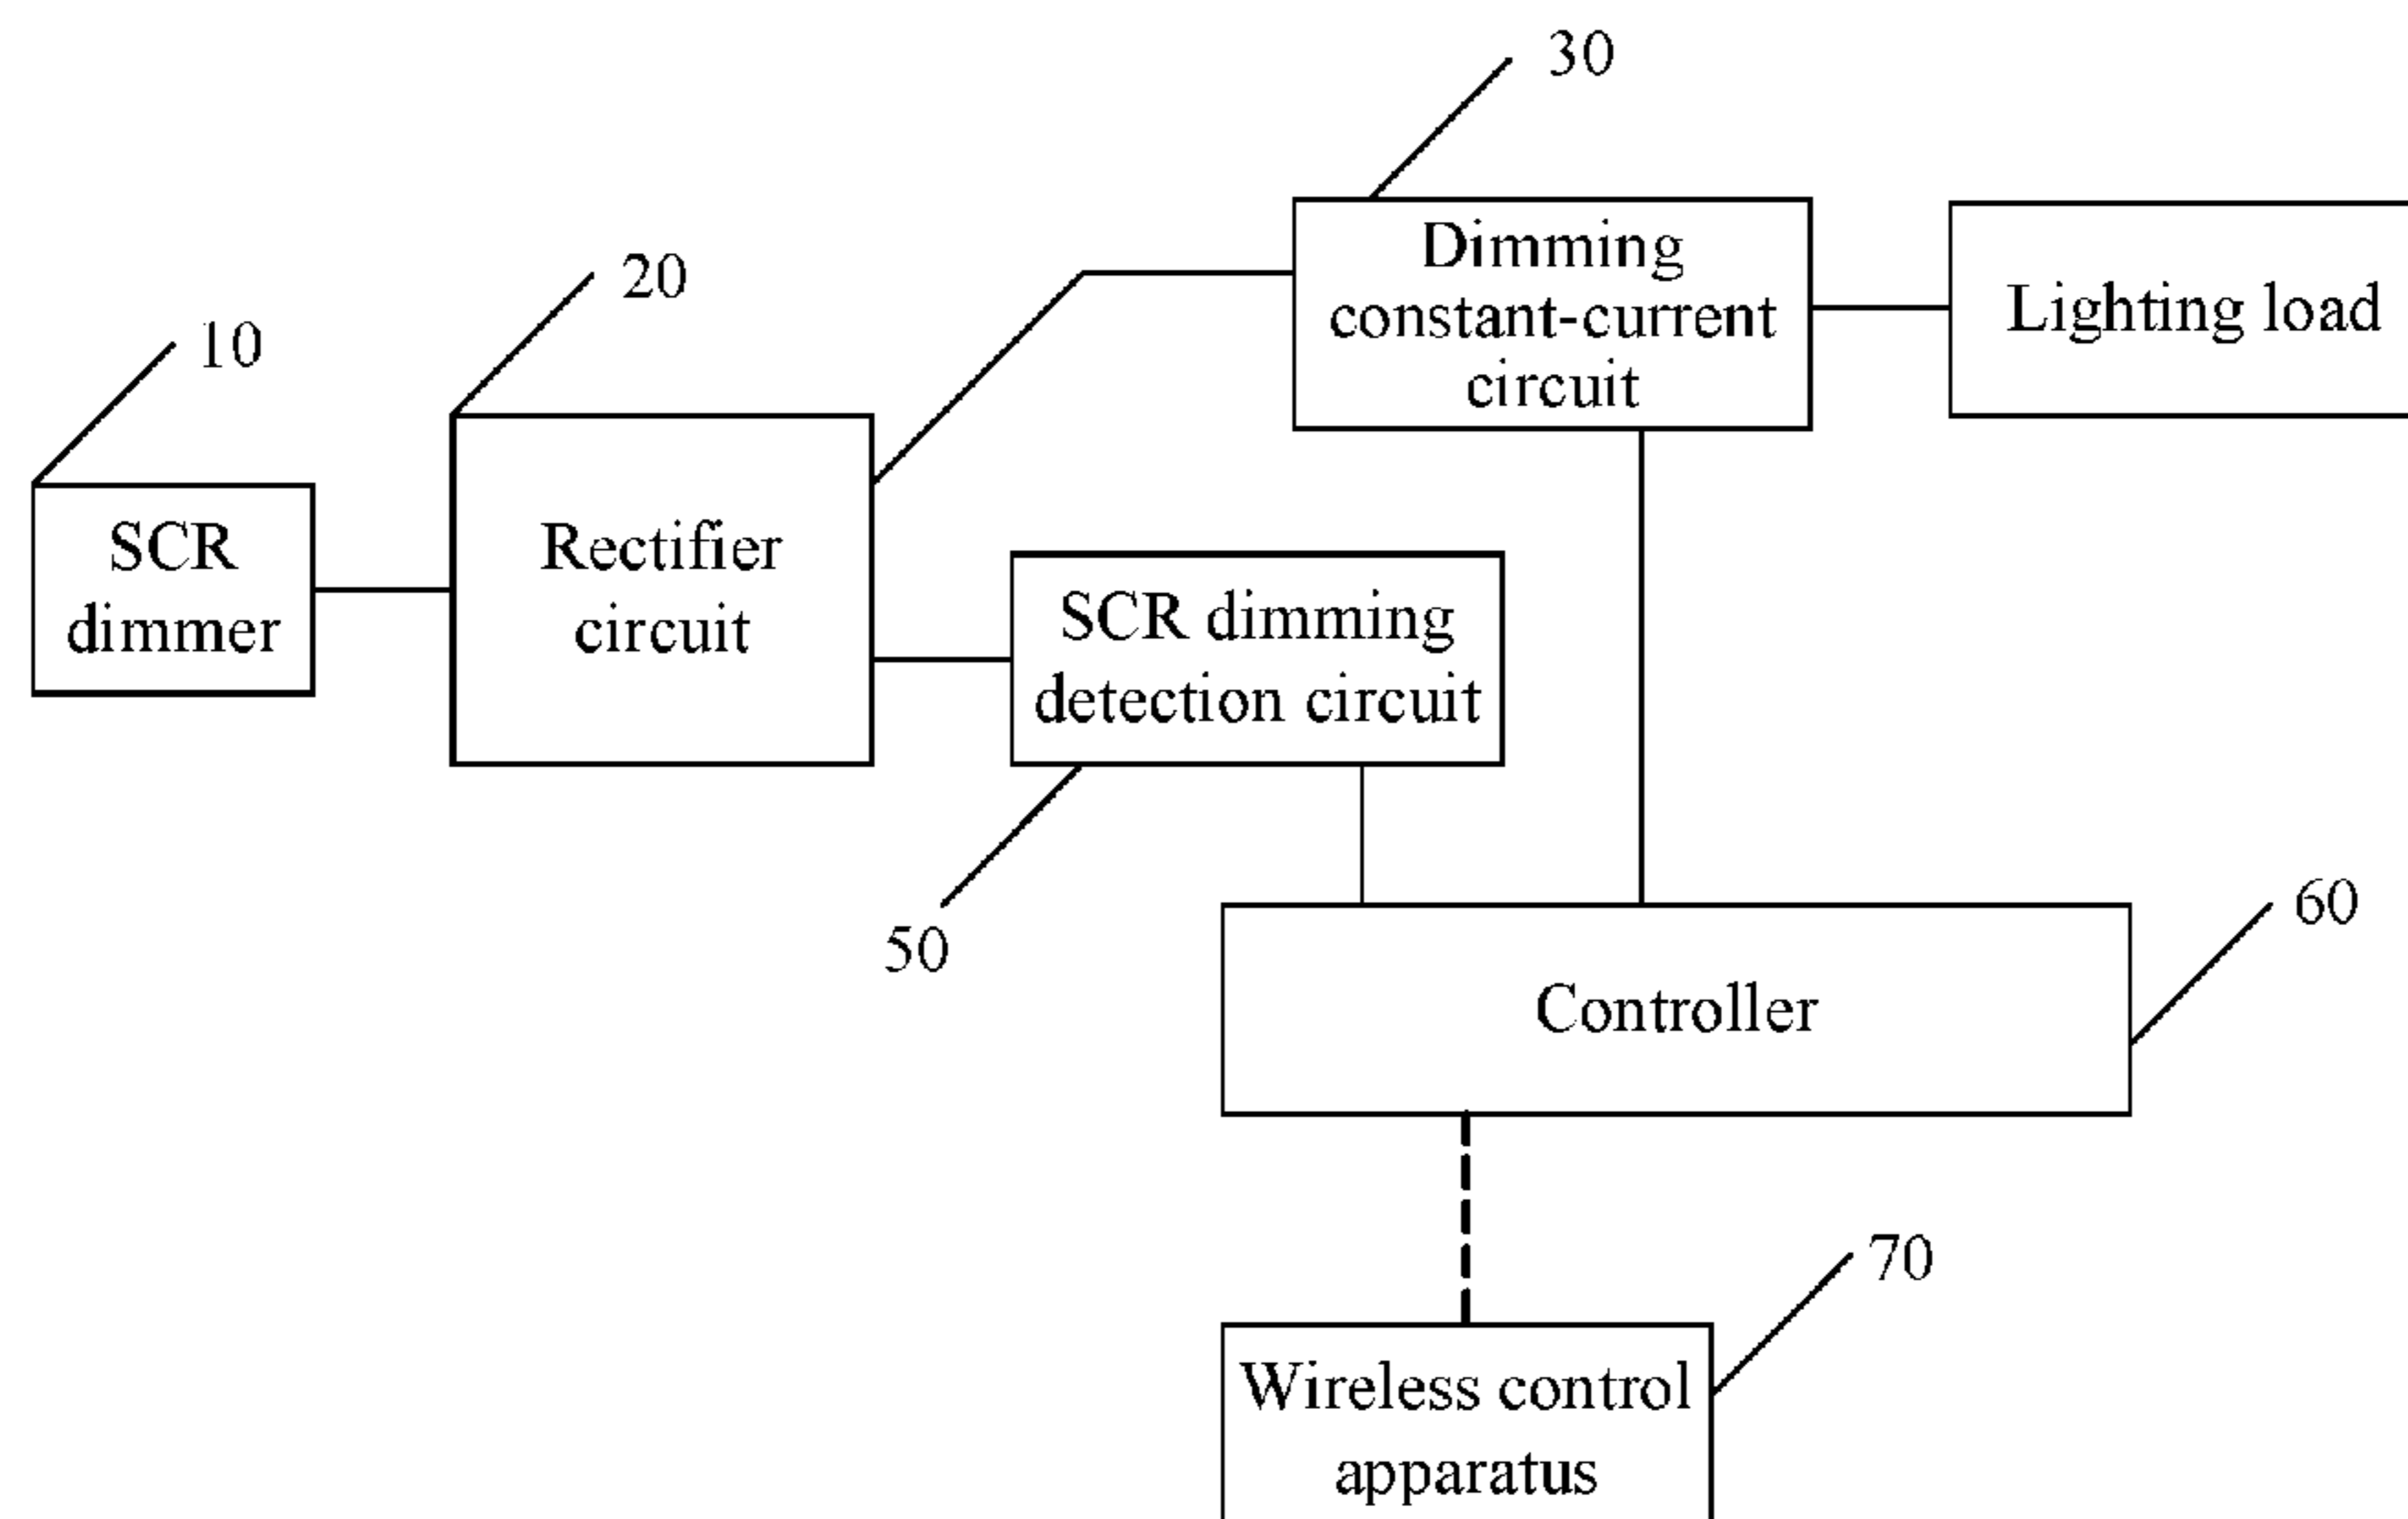 30
Dimming
constant-current
circuit
Lighting load
20
10
Rectifier
circuit
SCR
dimmer
SCR dimming
detection circuit
50
60
Controller
70
Wireless control
apparatus